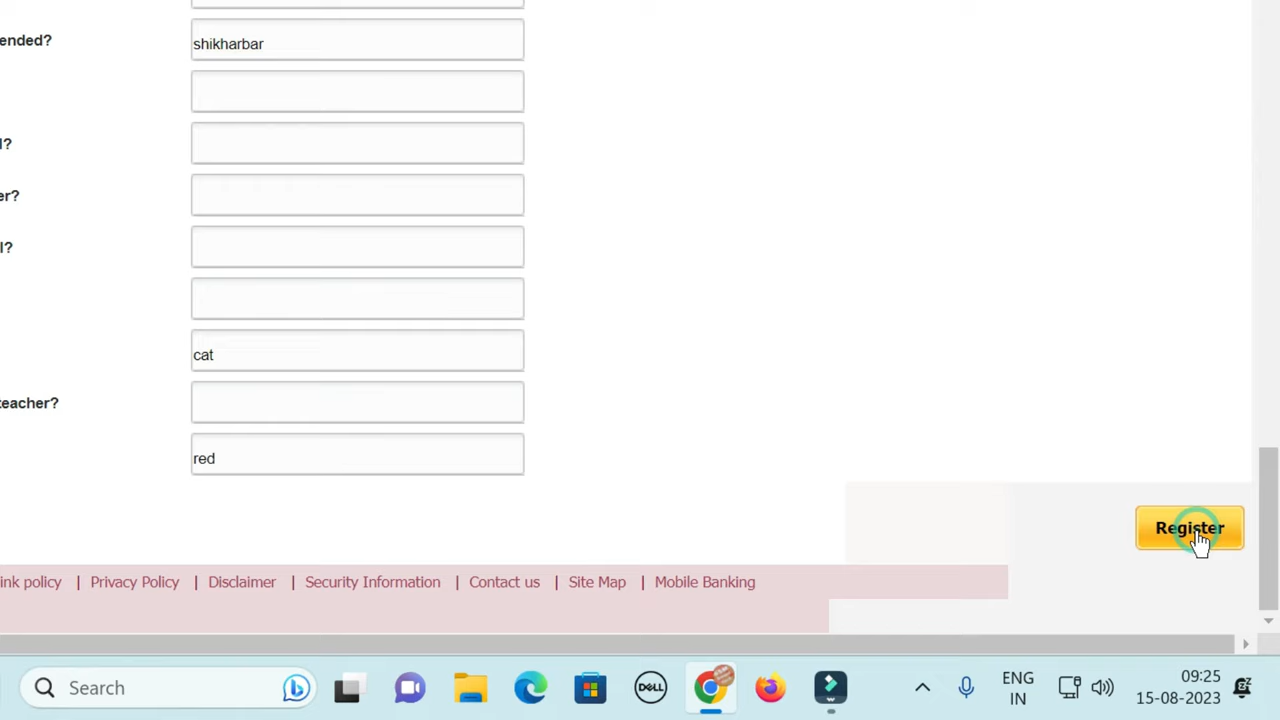 ended? shikharbar
l?
er?
l?
cat
teacher?
red
Register
ink policy | Privacy Policy | Disclaimer | Security Information | Contact us | Site Map | Mobile Banking
Search DELL ENG 09:25
IN 15-08-2023